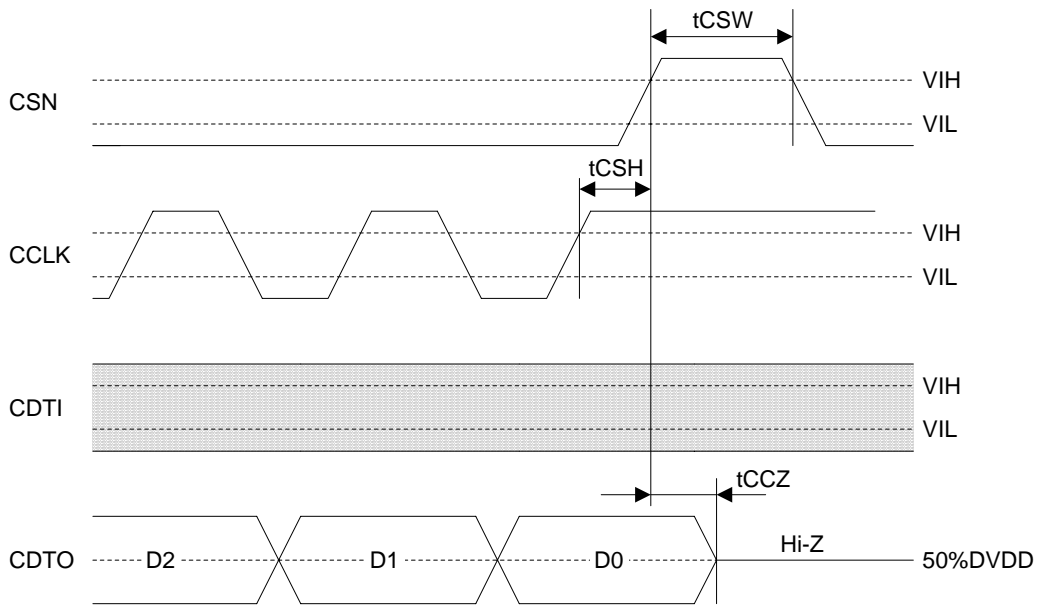 tCSW
CSN
VIH
VIL
tCSH
CCLK
VIH
VIL
CDTI
VIH
VIL
tCCZ
CDTO
D2
D1
D0
Hi-Z
50%DVDD